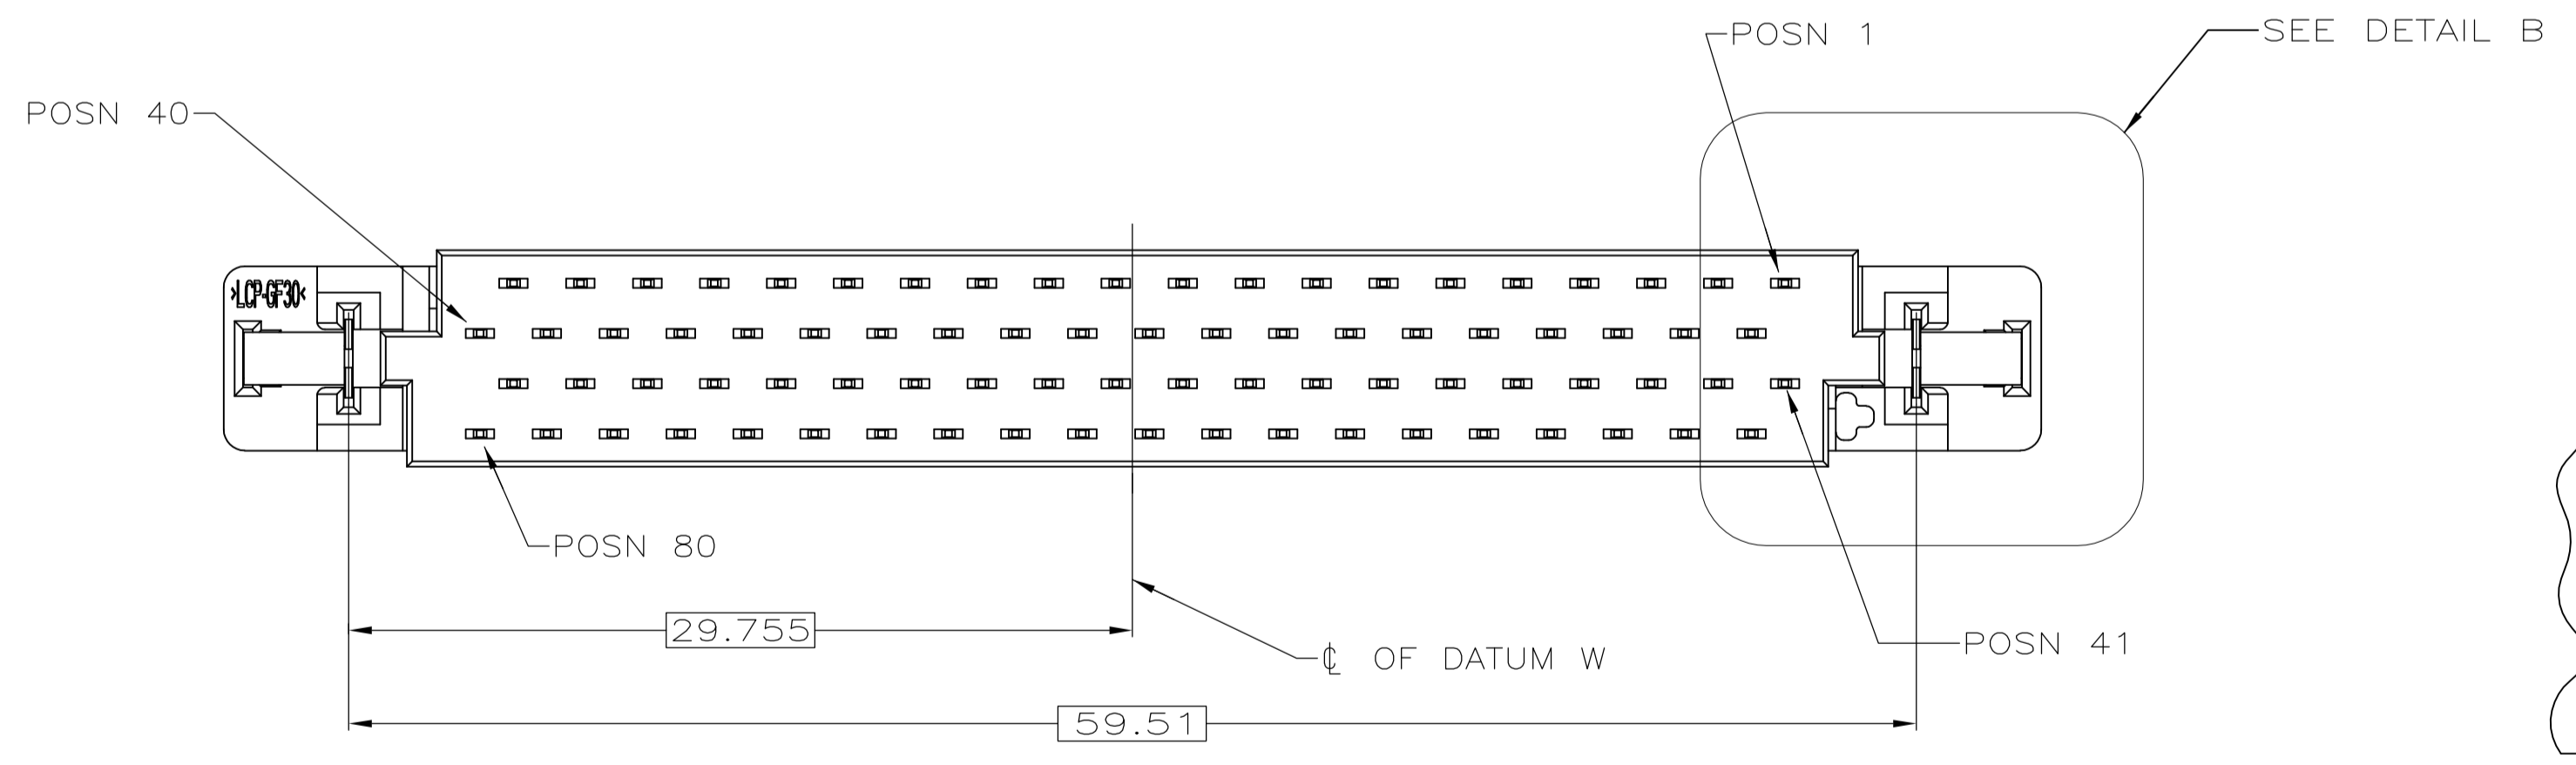 POSN 1
SEE DETAIL B
POSN 40
>LCP-GF30<
POSN 80
29.755
℄ OF DATUM W
POSN 41
59.51